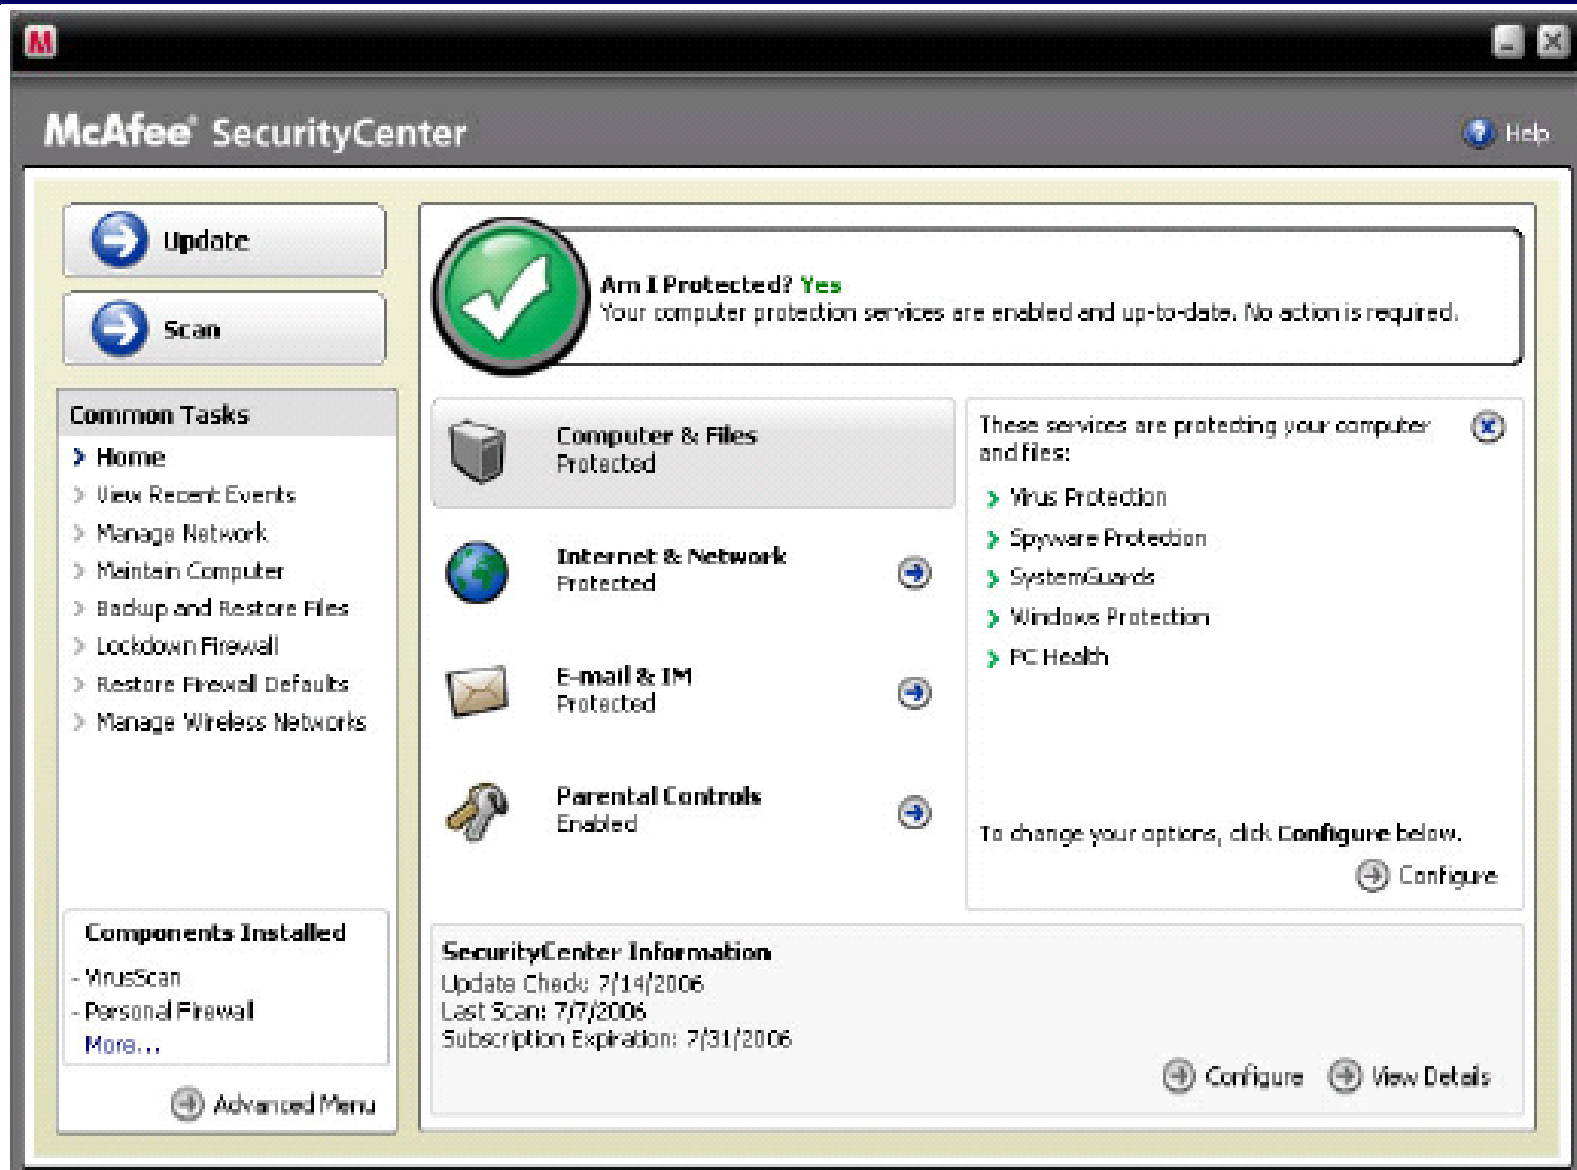 M
McAfee® SecurityCenter
Help
Update
Scan
Common Tasks
Home
View Recent Events
Manage Network
Maintain Computer
Backup and Restore Files
Lockdown Firewall
Restore Firewall Defaults
Manage Wireless Networks
Components Installed
- VirusScan
- Personal Firewall
More...
Advanced Menu
Am I Protected? Yes
Your computer protection services are enabled and up-to-date. No action is required.
Computer & Files
Protected
Internet & Network
Protected
E-mail & IM
Protected
Parental Controls
Enabled
These services are protecting your computer
and files:
Virus Protection
Spyware Protection
SystemGuards
Windows Protection
PC Health
To change your options, click Configure below.
Configure
SecurityCenter Information
Update Check: 7/14/2006
Last Scan: 7/7/2006
Subscription Expiration: 7/31/2006
Configure
View Details